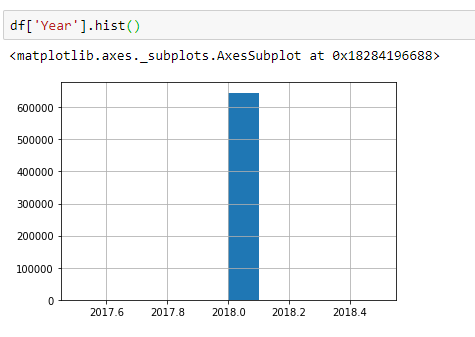 df['Year'].hist()
<matplotlib.axes._subplots.AxesSubplot at 0x18284196688>
600000
500000
400000
300000
200000
100000
0
2017.6 2017.8 2018.0 2018.2 2018.4